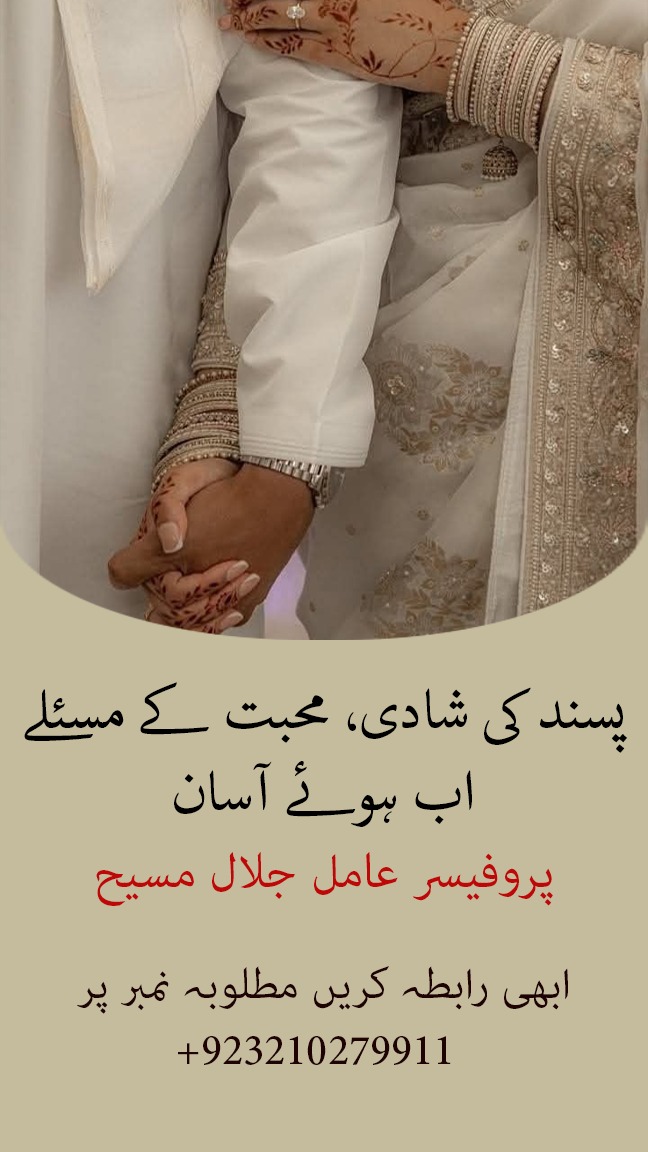 پسند کی شادی، محبت کے مسئلے
اب ہوئے آسان
پروفیسر عامل جلال مسیح
ابھی رابطہ کریں مطلوبہ نمبر پر
+923210279911